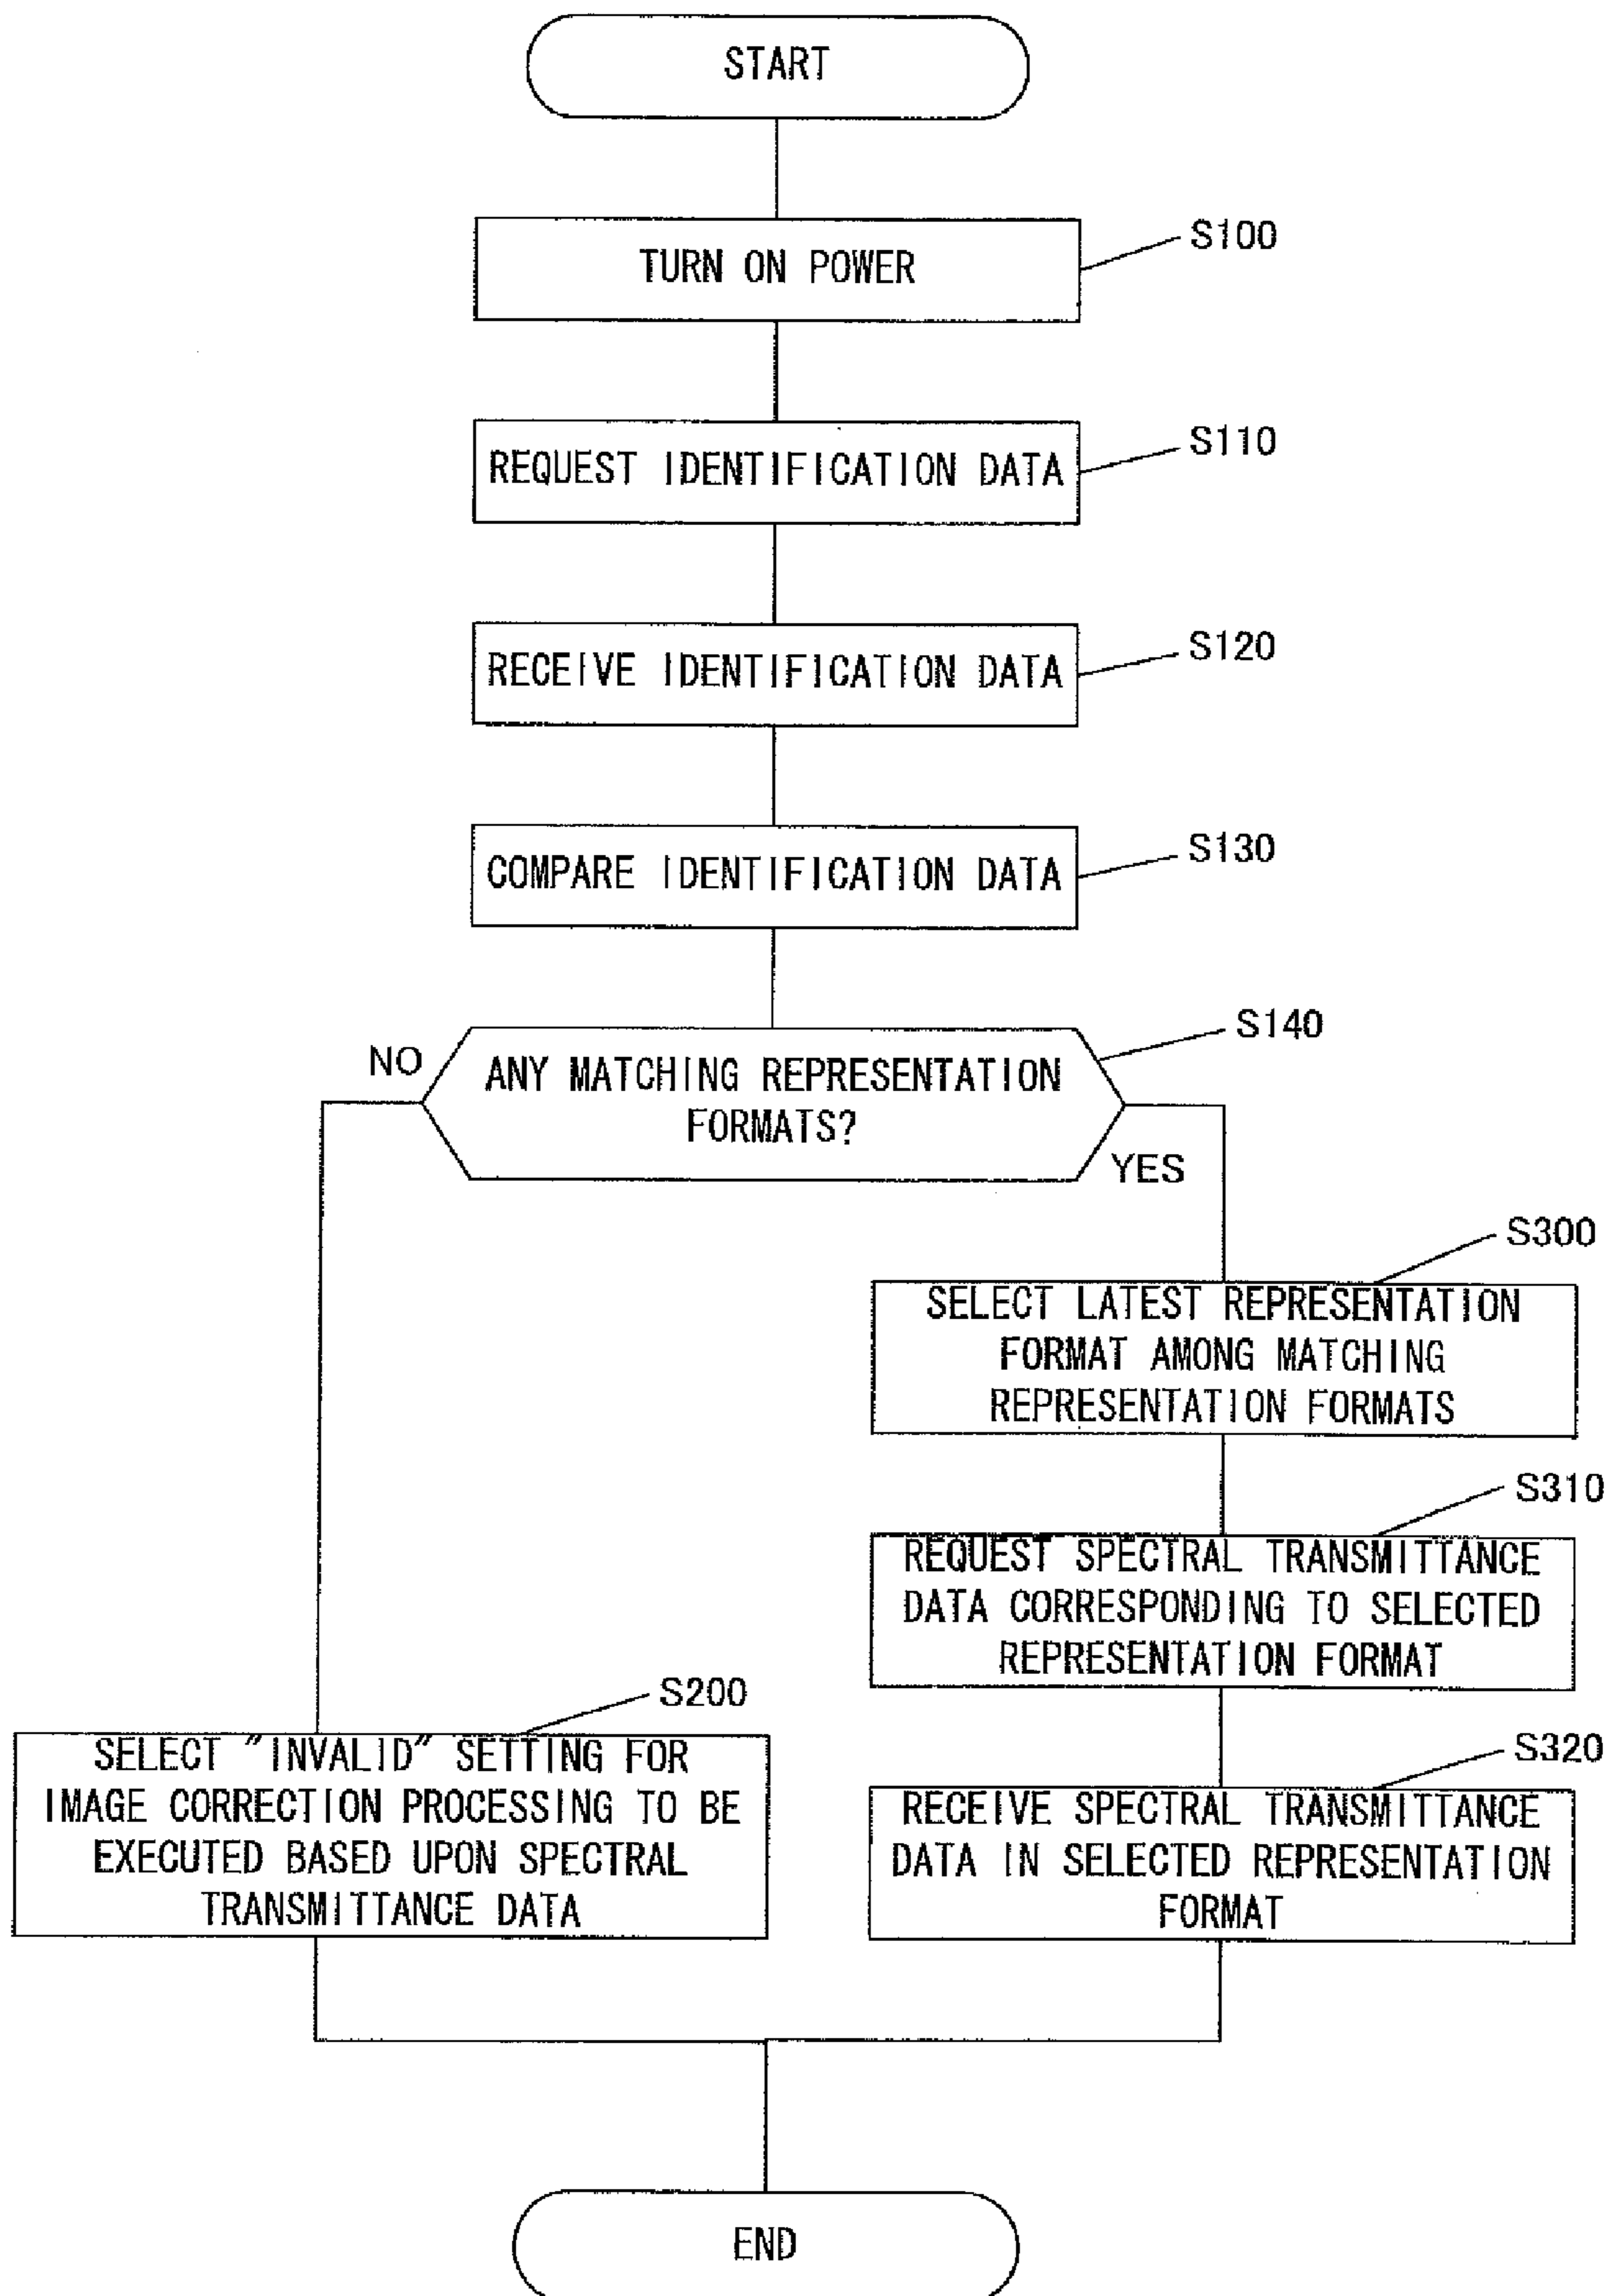 START
S100
TURN ON POWER
S110
REQUEST IDENTIFICATION DATA
S120
RECEIVE IDENTIFICATION DATA
S130
COMPARE IDENTIFICATION DATA
S140
NO
ANY MATCHING REPRESENTATION
FORMATS?
YES
S300
SELECT LATEST REPRESENTATION
FORMAT AMONG MATCHING
REPRESENTATION FORMATS
S310
REQUEST SPECTRAL TRANSMITTANCE
DATA CORRESPONDING TO SELECTED
REPRESENTATION FORMAT
S200
SELECT "INVALID" SETTING FOR
IMAGE CORRECTION PROCESSING TO BE
EXECUTED BASED UPON SPECTRAL
TRANSMITTANCE DATA
S320
RECEIVE SPECTRAL TRANSMITTANCE
DATA IN SELECTED REPRESENTATION
FORMAT
END